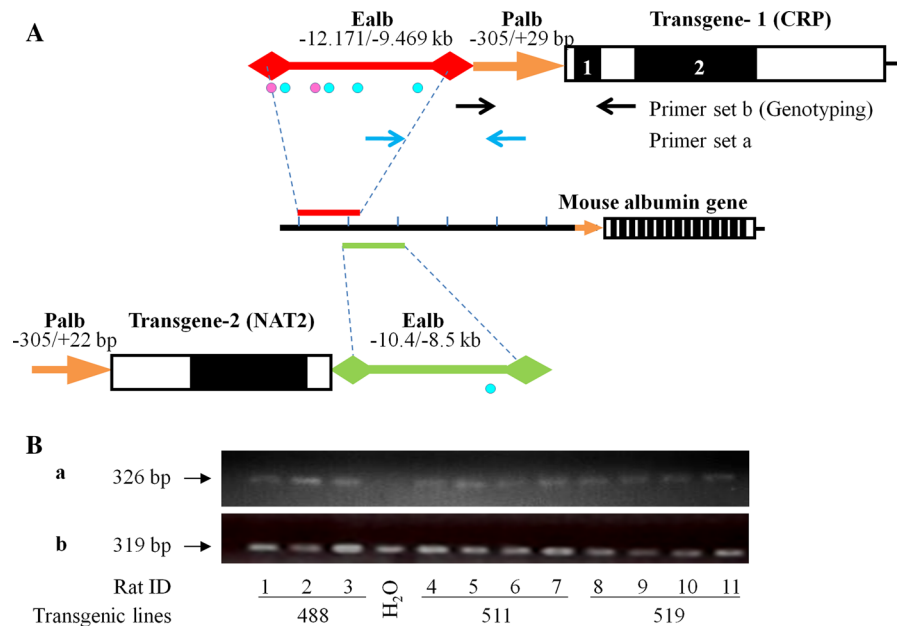 A
Ealb
-12.171/-9.469 kb
Palb
-305/+29 bp
Transgene- 1 (CRP)
1
2
Primer set b (Genotyping)
Primer set a
Mouse albumin gene
Palb
-305/+22 bp
Transgene-2 (NAT2)
Ealb
-10.4/-8.5 kb
B
a
326 bp
b
319 bp
Rat ID 1 2 3 H2O 4 5 6 7 8 9 10 11
Transgenic lines 488 511 519